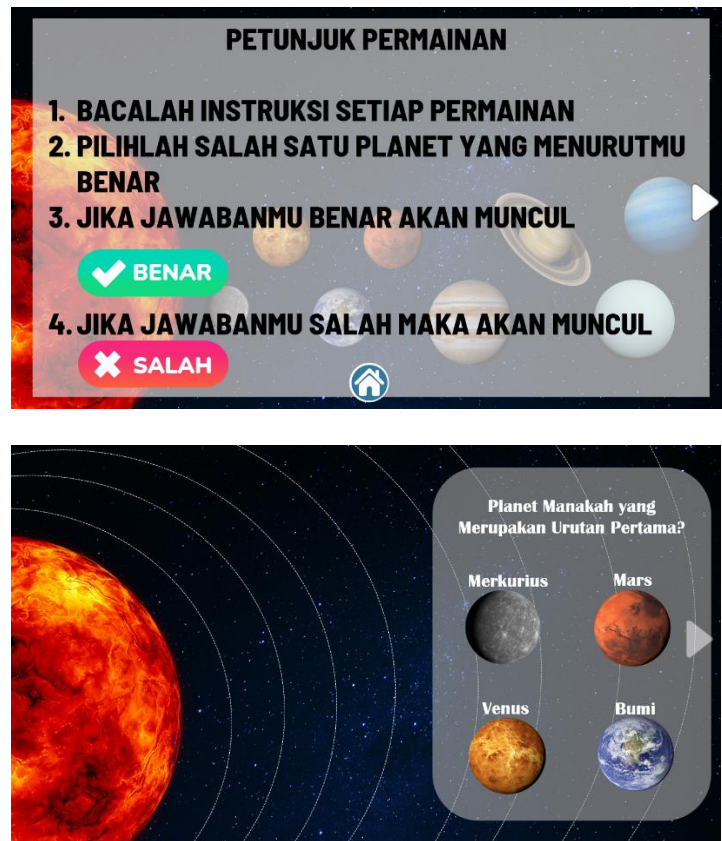 PETUNJUK PERMAINAN
1. BACALAH INSTRUKSI SETIAP PERMAINAN
2. PILIHLAH SALAH SATU PLANET YANG MENURUTMU
BENAR
3. JIKA JAWABANMU BENAR AKAN MUNCUL
BENAR
4. JIKA JAWABANMU SALAH MAKA AKAN MUNCUL
SALAH
Planet Manakah yang
Merupakan Urutan Pertama?
Merkurius Mars
Venus Bumi